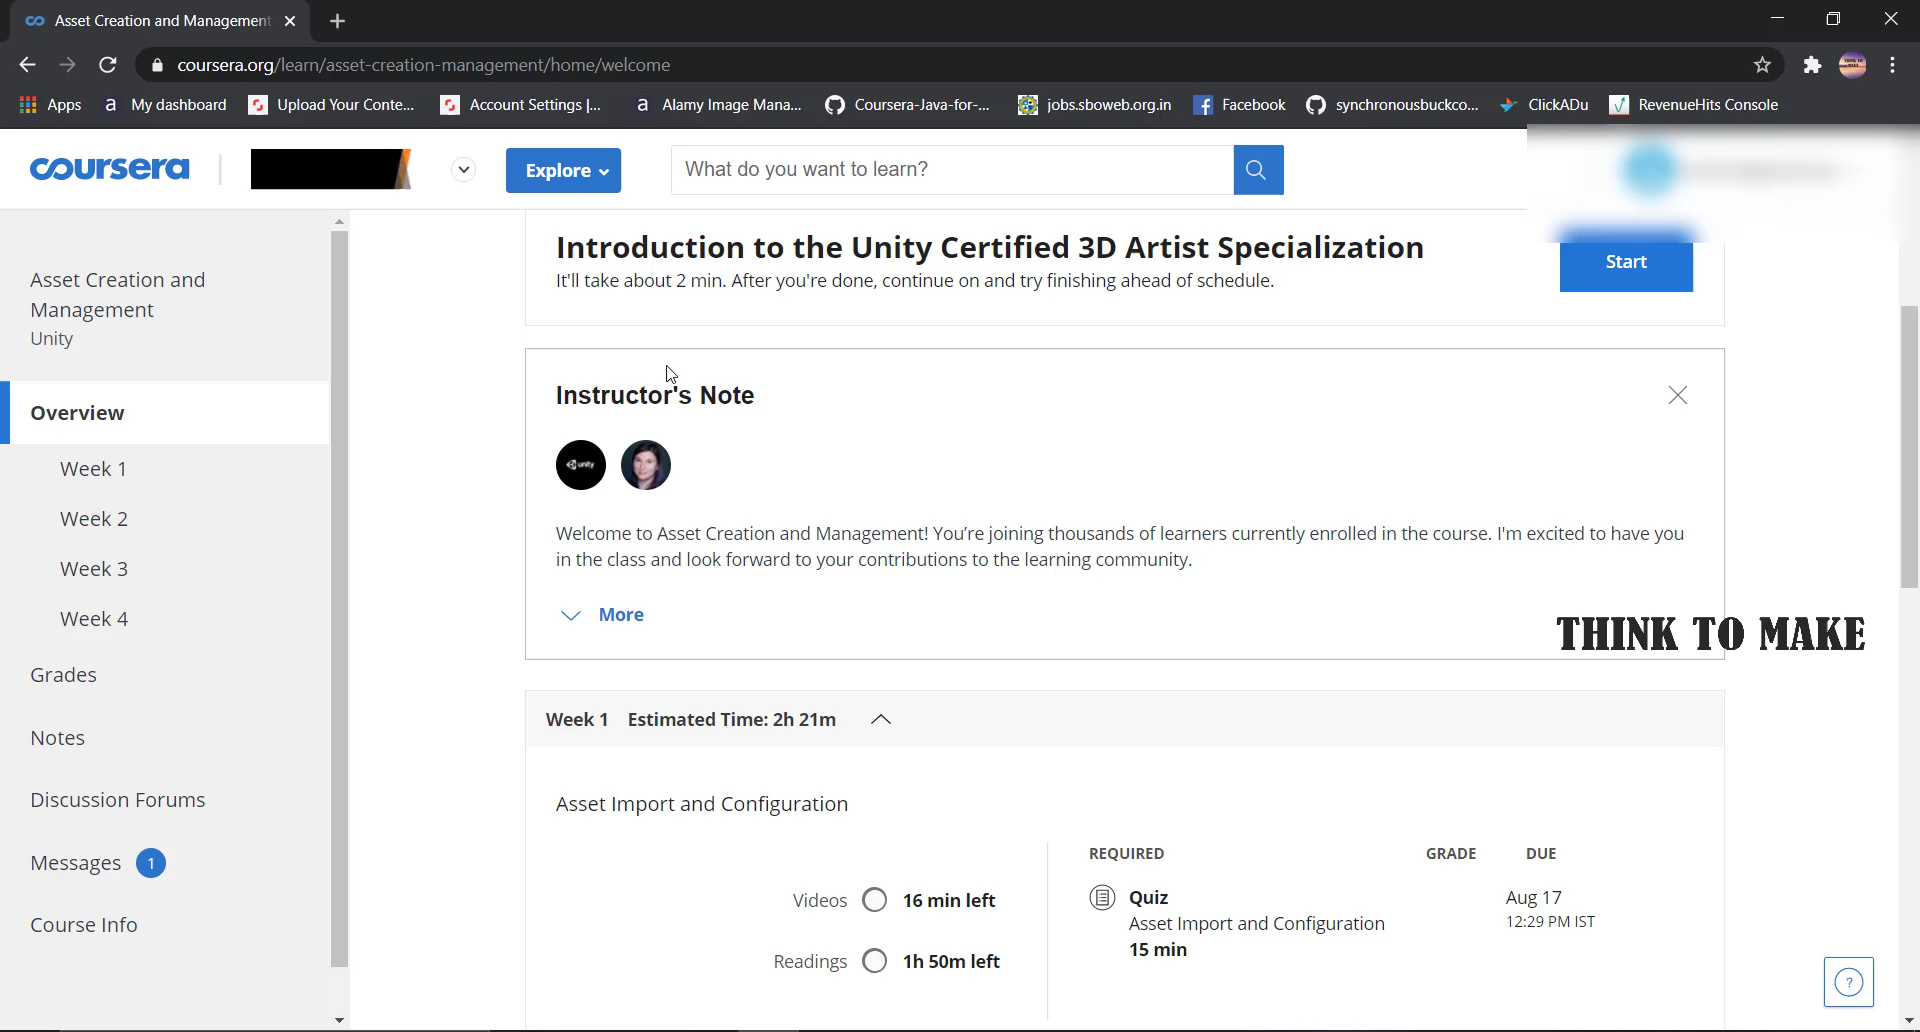 Asset Creation and Management
coursera.org/learn/asset-creation-management/home/welcome
Apps
My dashboard
Upload Your Conte...
Account Settings |...
Alamy Image Mana...
Coursera-Java-for-...
jobs.sboweb.org.in
Facebook
synchronousbuckco...
ClickADu
RevenueHits Console
coursera
Explore
What do you want to learn?
Introduction to the Unity Certified 3D Artist Specialization
It'll take about 2 min. After you're done, continue on and try finishing ahead of schedule.
Start
Asset Creation and
Management
Unity
Overview
Week 1
Week 2
Week 3
Week 4
Grades
Notes
Discussion Forums
Messages 1
Course Info
Instructor's Note
unity
Welcome to Asset Creation and Management! You’re joining thousands of learners currently enrolled in the course. I'm excited to have you
in the class and look forward to your contributions to the learning community.
More
THINK TO MAKE
Week 1 Estimated Time: 2h 21m
Asset Import and Configuration
REQUIRED GRADE DUE
Videos 16 min left
Readings 1h 50m left
Quiz
Asset Import and Configuration
15 min
Aug 17
12:29 PM IST
?